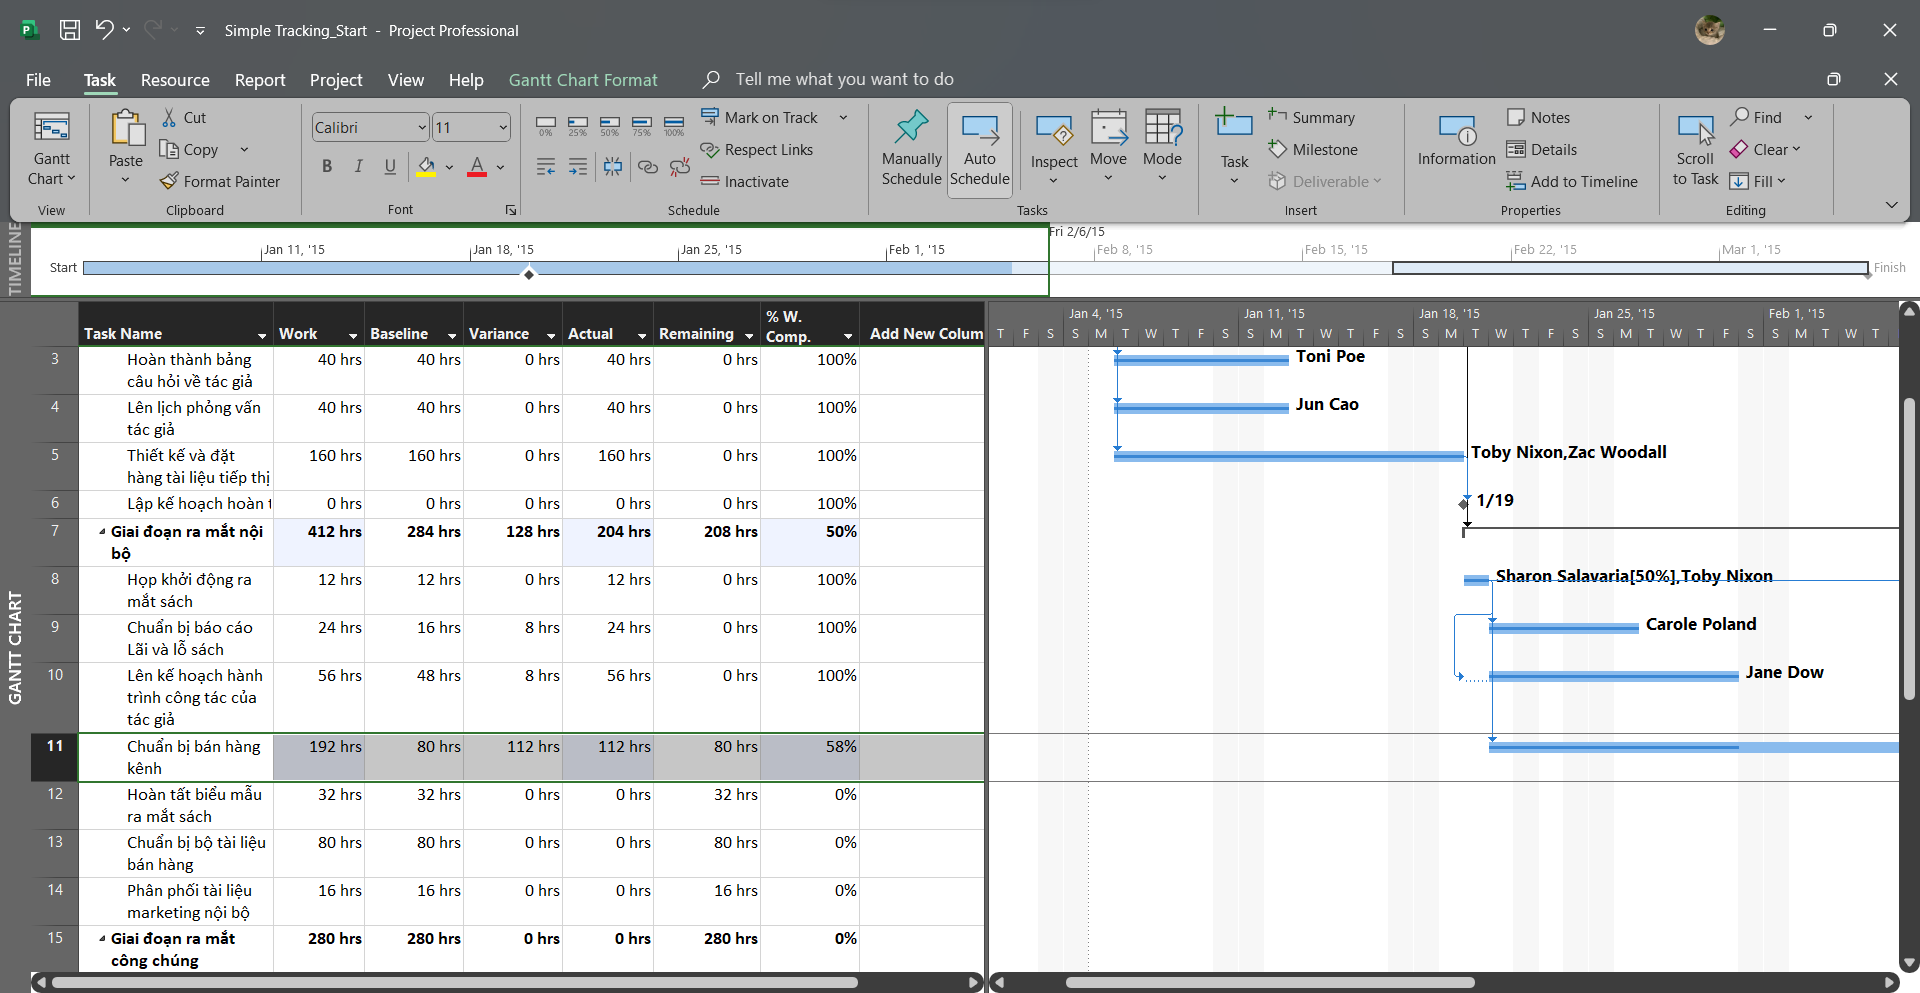 Simple Tracking_Start - Project Professional
File Task Resource Report Project View Help Gantt Chart Format Tell me what you want to do
Gantt Chart
View
Paste
Cut
Copy
Format Painter
Clipboard
Calibri 11
B I U A
Font
0% 25% 50% 75% 100%
Mark on Track
Respect Links
Inactivate
Schedule
Manually Schedule
Auto Schedule
Inspect
Move
Mode
Tasks
Task
Summary
Milestone
Deliverable
Insert
Information
Notes
Details
Add to Timeline
Properties
Scroll to Task
Find
Clear
Fill
Editing
TIMELINE
Fri 2/6/15
Jan 11, '15 Jan 18, '15 Jan 25, '15 Feb 1, '15 Feb 8, '15 Feb 15, '15 Feb 22, '15 Mar 1, '15
Start Finish
GANTT CHART
Task Name Work Baseline Variance Actual Remaining % W. Comp. Add New Colum
3 Hoàn thành bảng câu hỏi về tác giả 40 hrs 40 hrs 0 hrs 40 hrs 0 hrs 100%
4 Lên lịch phỏng vấn tác giả 40 hrs 40 hrs 0 hrs 40 hrs 0 hrs 100%
5 Thiết kế và đặt hàng tài liệu tiếp thị 160 hrs 160 hrs 0 hrs 160 hrs 0 hrs 100%
6 Lập kế hoạch hoàn t 0 hrs 0 hrs 0 hrs 0 hrs 0 hrs 100%
7 Giai đoạn ra mắt nội bộ 412 hrs 284 hrs 128 hrs 204 hrs 208 hrs 50%
8 Họp khởi động ra mắt sách 12 hrs 12 hrs 0 hrs 12 hrs 0 hrs 100%
9 Chuẩn bị báo cáo Lãi và lỗ sách 24 hrs 16 hrs 8 hrs 24 hrs 0 hrs 100%
10 Lên kế hoạch hành trình công tác của tác giả 56 hrs 48 hrs 8 hrs 56 hrs 0 hrs 100%
11 Chuẩn bị bán hàng kênh 192 hrs 80 hrs 112 hrs 112 hrs 80 hrs 58%
12 Hoàn tất biểu mẫu ra mắt sách 32 hrs 32 hrs 0 hrs 0 hrs 32 hrs 0%
13 Chuẩn bị bộ tài liệu bán hàng 80 hrs 80 hrs 0 hrs 0 hrs 80 hrs 0%
14 Phân phối tài liệu marketing nội bộ 16 hrs 16 hrs 0 hrs 0 hrs 16 hrs 0%
15 Giai đoạn ra mắt công chúng 280 hrs 280 hrs 0 hrs 0 hrs 280 hrs 0%
Jan 4, '15 Jan 11, '15 Jan 18, '15 Jan 25, '15 Feb 1, '15
T F S S M T W T F S S M T W T F S S M T W T F S S M T W T F S S M T W T
Toni Poe
Jun Cao
Toby Nixon,Zac Woodall
1/19
Sharon Salavaria[50%],Toby Nixon
Carole Poland
Jane Dow